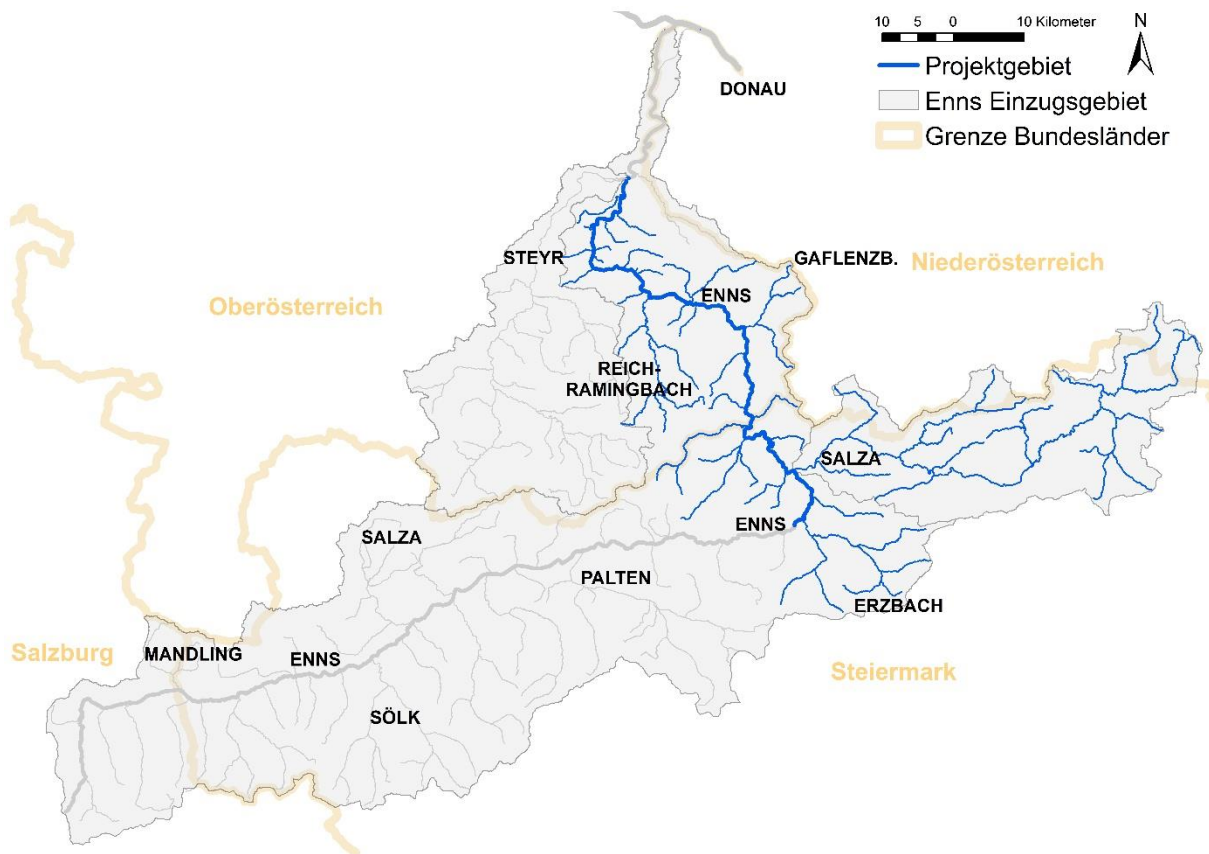 10 5 0 10 Kilometer
N
Projektgebiet
Enns Einzugsgebiet
Grenze Bundesländer
DONAU
STEYR
GAFLENZB.
Niederösterreich
Oberösterreich
ENNS
REICH-
RAMINGBACH
SALZA
ENNS
SALZA
PALTEN
ERZBACH
Salzburg
MANDLING
ENNS
Steiermark
SÖLK